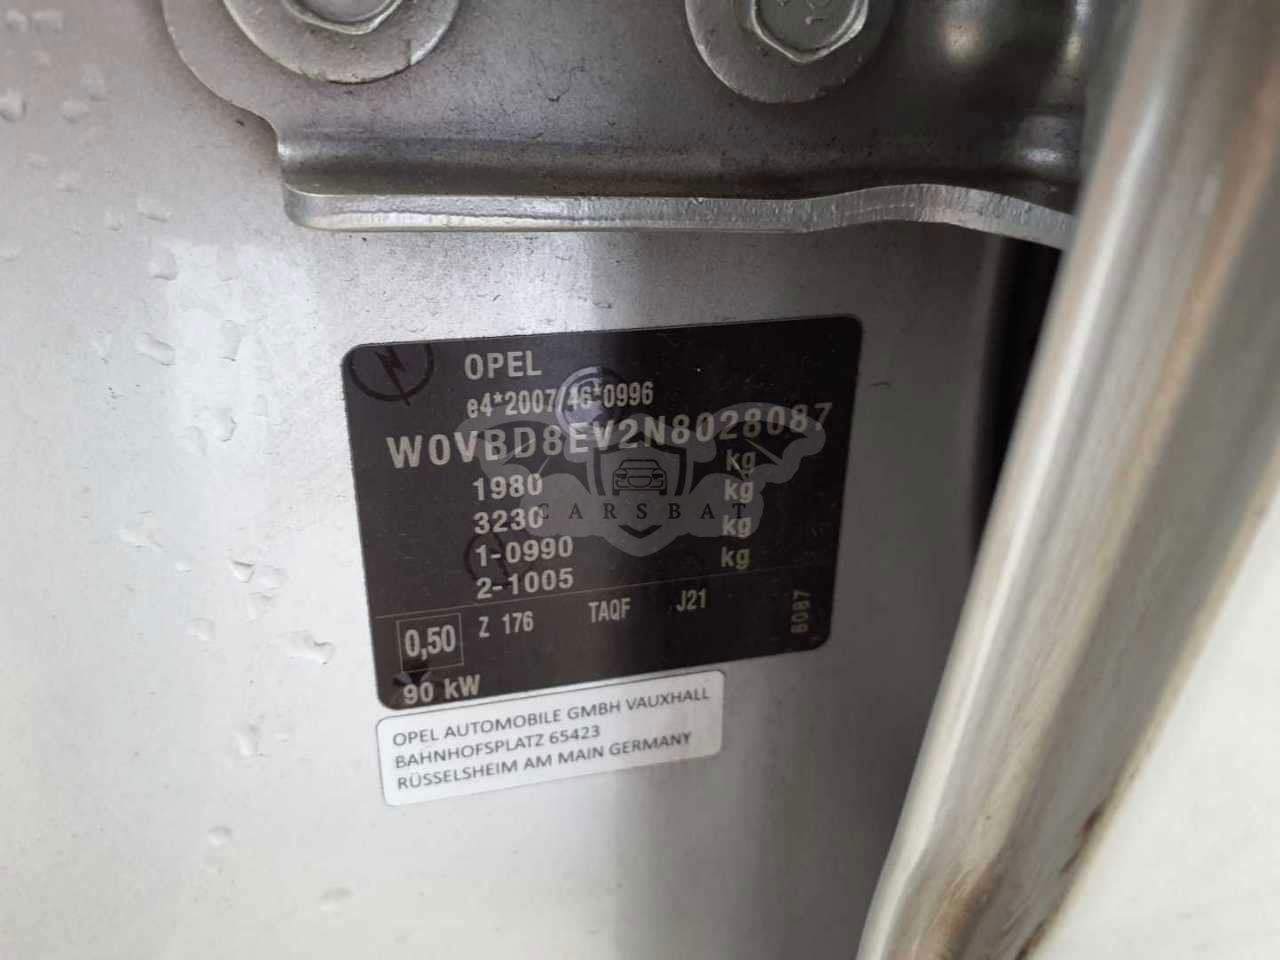 OPEL
e4*2007/46*0996
W0VBD8EV2N8028087
1980 kg
3230 kg
1-0990 kg
2-1005 kg
0,50 Z 176 TAQF J21 8087
90 kW
CARSBAT
OPEL AUTOMOBILE GMBH VAUXHALL
BAHNHOFSPLATZ 65423
RÜSSELSHEIM AM MAIN GERMANY